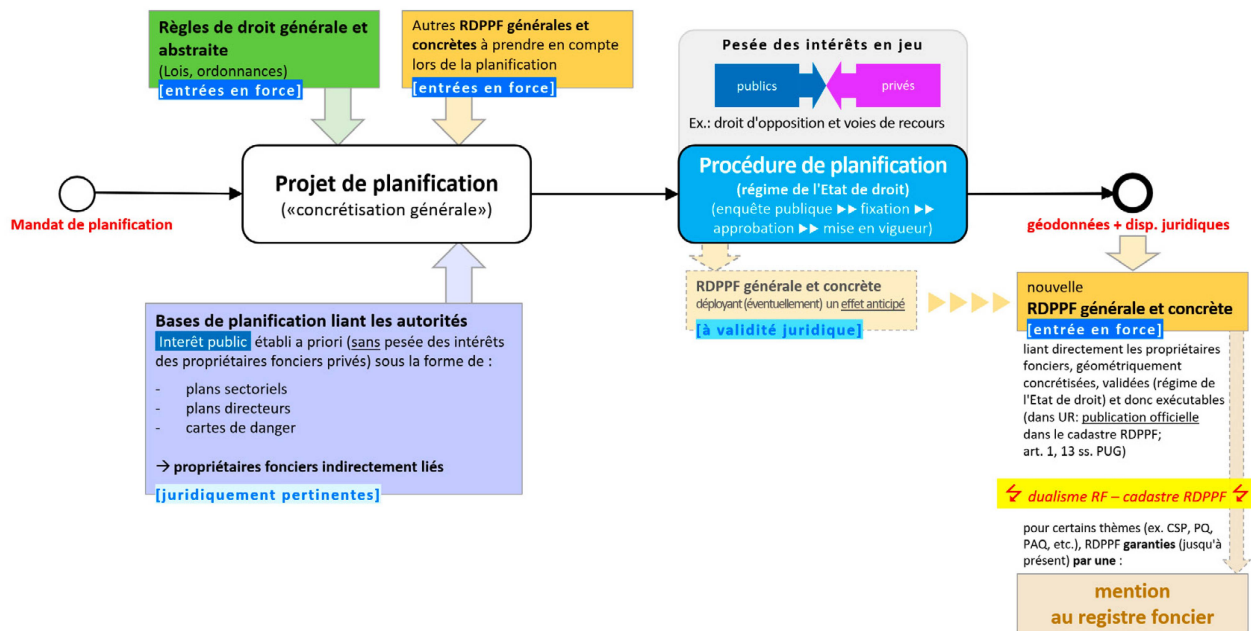 Règles de droit générale et
abstraite
(Lois, ordonnances)
[entrées en force]
Autres RDPPF générales et
concrètes à prendre en compte
lors de la planification
[entrées en force]
Pesée des intérêts en jeu
publics
privés
Ex.: droit d'opposition et voies de recours
Mandat de planification
Projet de planification
(«concrétisation générale»)
Procédure de planification
(régime de l'Etat de droit)
(enquête publique ►► fixation ►►
approbation ►► mise en vigueur)
géodonnées + disp. juridiques
Bases de planification liant les autorités
Interêt public établi a priori (sans pesée des intérêts
des propriétaires fonciers privés) sous la forme de :
- plans sectoriels
- plans directeurs
- cartes de danger
→ propriétaires fonciers indirectement liés
[juridiquement pertinentes]
RDPPF générale et concrète
déployant (éventuellement) un effet anticipé
[à validité juridique]
nouvelle
RDPPF générale et concrète
[entrée en force]
liant directement les propriétaires
fonciers, géométriquement
concrétisées, validées (régime de
l'Etat de droit) et donc exécutables
(dans UR: publication officielle
dans le cadastre RDPPF;
art. 1, 13 ss. PUG)
dualisme RF – cadastre RDPPF
pour certains thèmes (ex. CSP, PQ,
PAQ, etc.), RDPPF garanties (jusqu'à
présent) par une :
mention
au registre foncier